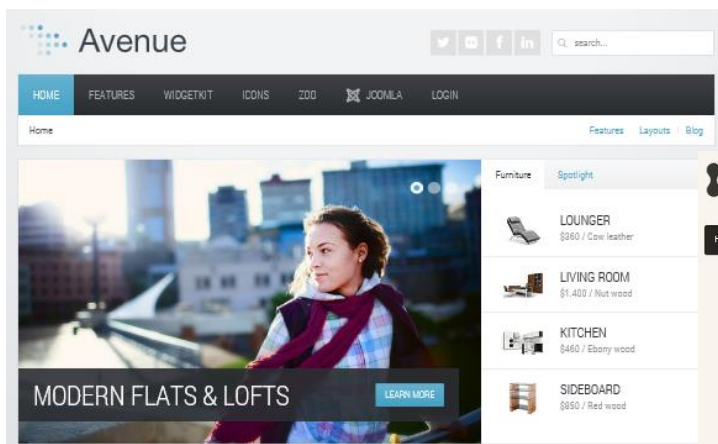 Avenue
search...
HOME FEATURES WIDGETKIT ICONS ZOO JOOMLA LOGIN
Home
Features Layouts Blog
Furniture Spotlight
LOUNGER
$360 / Cow leather
LIVING ROOM
$1.400 / Nut wood
KITCHEN
$460 / Ebony wood
SIDEBOARD
$850 / Red wood
MODERN FLATS & LOFTS
LEARN MORE